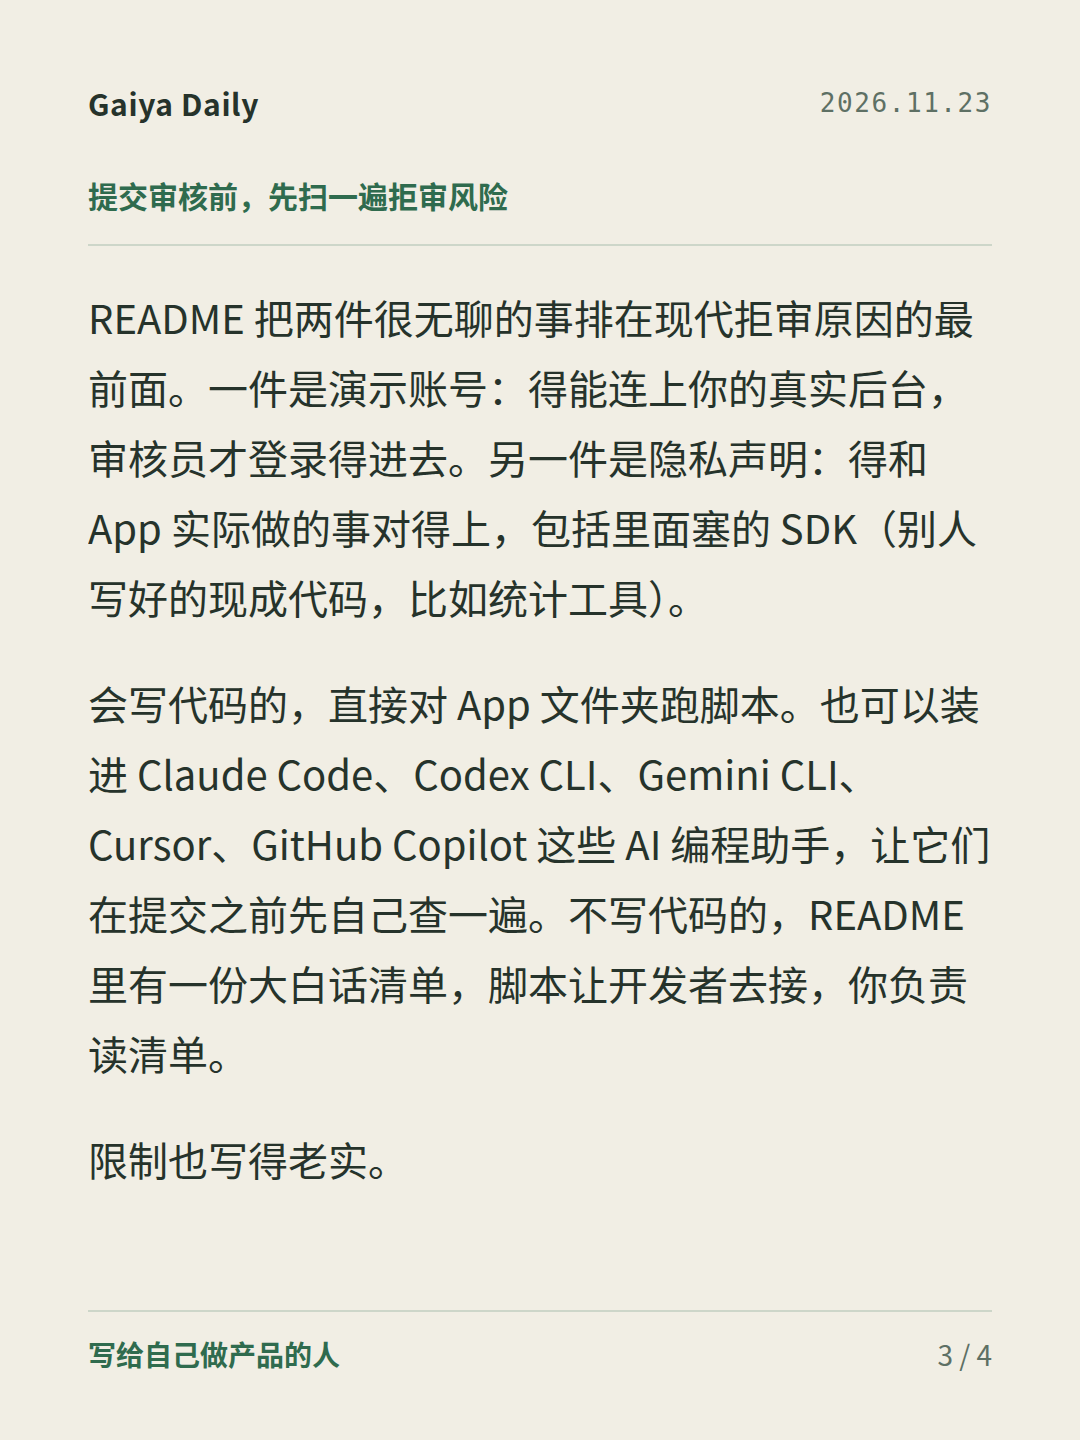 Gaiya Daily
2026.11.23
提交审核前，先扫一遍拒审风险
README 把两件很无聊的事排在现代拒审原因的最
前面。一件是演示账号：得能连上你的真实后台，
审核员才登录得进去。另一件是隐私声明：得和
App 实际做的事对得上，包括里面塞的 SDK（别人
写好的现成代码，比如统计工具）。
会写代码的，直接对 App 文件夹跑脚本。也可以装
进 Claude Code、Codex CLI、Gemini CLI、
Cursor、GitHub Copilot 这些 AI 编程助手，让它们
在提交之前先自己查一遍。不写代码的，README
里有一份大白话清单，脚本让开发者去接，你负责
读清单。
限制也写得老实。
写给自己做产品的人
3 / 4